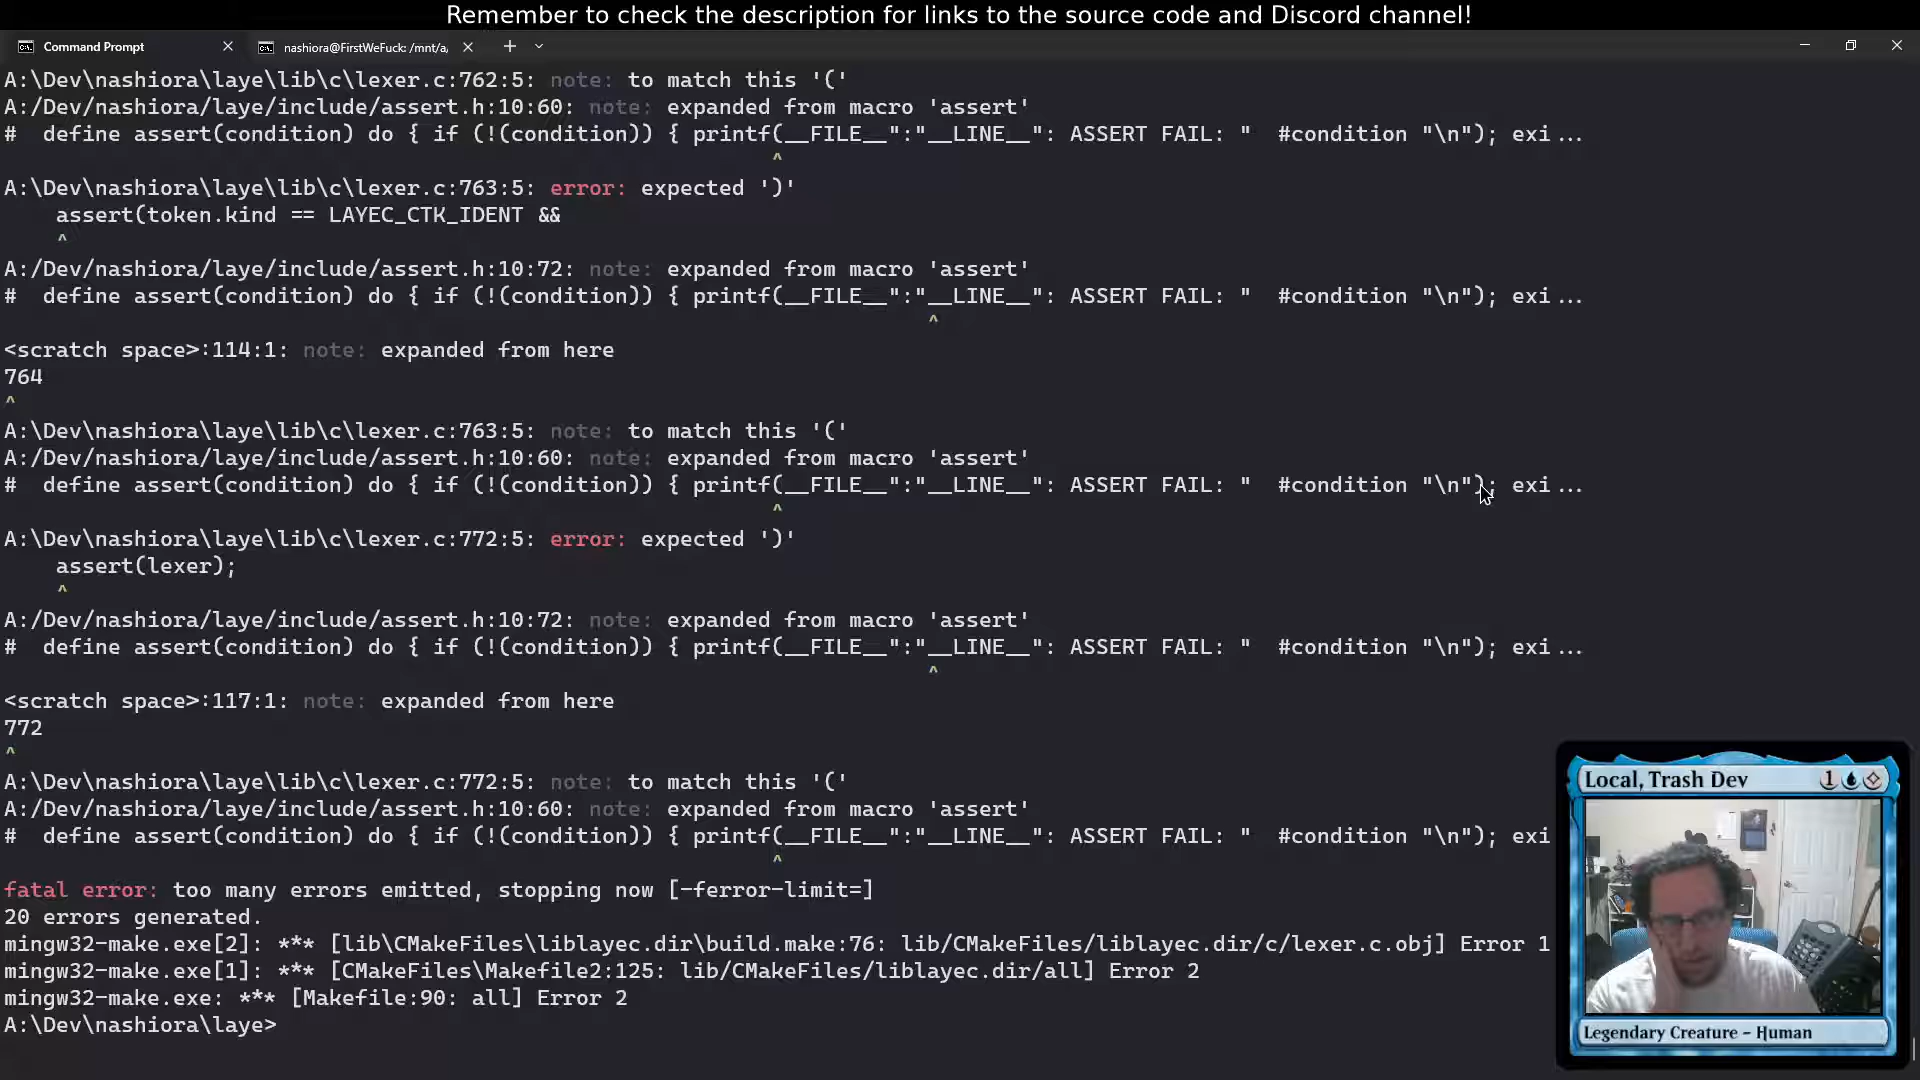 Remember to check the description for links to the source code and Discord channel!
Command Prompt
nashiora@FirstWeFuck: /mnt/a,
A:\Dev\nashiora\laye\lib\c\lexer.c:762:5: note: to match this '('
A:/Dev/nashiora/laye/include/assert.h:10:60: note: expanded from macro 'assert'
#  define assert(condition) do { if (!(condition)) { printf(__FILE__":"__LINE__": ASSERT FAIL: "  #condition "\n"); exi...
^
A:\Dev\nashiora\laye\lib\c\lexer.c:763:5: error: expected ')'
    assert(token.kind == LAYEC_CTK_IDENT &&
^
A:/Dev/nashiora/laye/include/assert.h:10:72: note: expanded from macro 'assert'
#  define assert(condition) do { if (!(condition)) { printf(__FILE__":"__LINE__": ASSERT FAIL: "  #condition "\n"); exi...
^
<scratch space>:114:1: note: expanded from here
764
^
A:\Dev\nashiora\laye\lib\c\lexer.c:763:5: note: to match this '('
A:/Dev/nashiora/laye/include/assert.h:10:60: note: expanded from macro 'assert'
#  define assert(condition) do { if (!(condition)) { printf(__FILE__":"__LINE__": ASSERT FAIL: "  #condition "\n"); exi...
^
A:\Dev\nashiora\laye\lib\c\lexer.c:772:5: error: expected ')'
    assert(lexer);
^
A:/Dev/nashiora/laye/include/assert.h:10:72: note: expanded from macro 'assert'
#  define assert(condition) do { if (!(condition)) { printf(__FILE__":"__LINE__": ASSERT FAIL: "  #condition "\n"); exi...
^
<scratch space>:117:1: note: expanded from here
772
^
A:\Dev\nashiora\laye\lib\c\lexer.c:772:5: note: to match this '('
A:/Dev/nashiora/laye/include/assert.h:10:60: note: expanded from macro 'assert'
#  define assert(condition) do { if (!(condition)) { printf(__FILE__":"__LINE__": ASSERT FAIL: "  #condition "\n"); exi
^
fatal error: too many errors emitted, stopping now [-ferror-limit=]
20 errors generated.
mingw32-make.exe[2]: *** [lib\CMakeFiles\liblayec.dir\build.make:76: lib/CMakeFiles/liblayec.dir/c/lexer.c.obj] Error 1
mingw32-make.exe[1]: *** [CMakeFiles\Makefile2:125: lib/CMakeFiles/liblayec.dir/all] Error 2
mingw32-make.exe: *** [Makefile:90: all] Error 2
A:\Dev\nashiora\laye>
Local, Trash Dev 1
Legendary Creature – Human